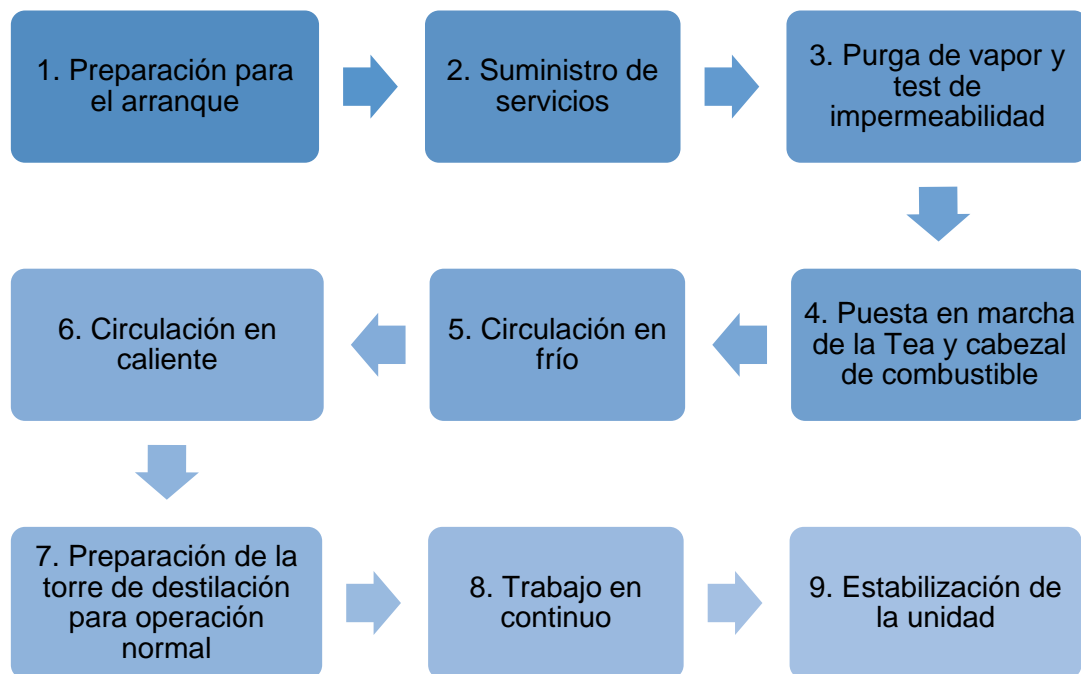 1. Preparación para
el arranque
2. Suministro de
servicios
3. Purga de vapor y
test de
impermeabilidad
4. Puesta en marcha
de la Tea y cabezal
de combustible
5. Circulación en
frío
6. Circulación en
caliente
7. Preparación de la
torre de destilación
para operación
normal
8. Trabajo en
continuo
9. Estabilización de
la unidad